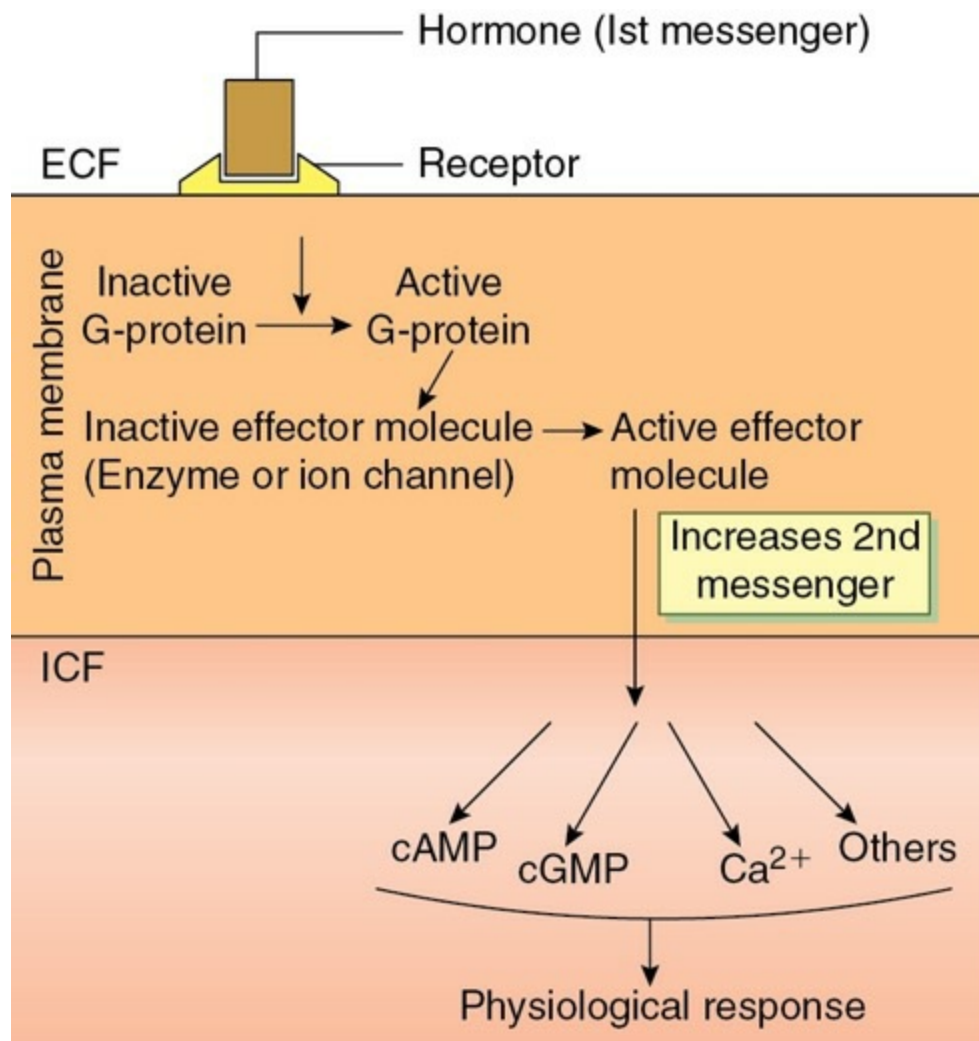 Hormone (Ist messenger)
ECF
Receptor
Plasma membrane
Inactive
G-protein
Active
G-protein
Inactive effector molecule
(Enzyme or ion channel)
Active effector
molecule
Increases 2nd
messenger
ICF
cAMP
cGMP
Ca²⁺
Others
Physiological response